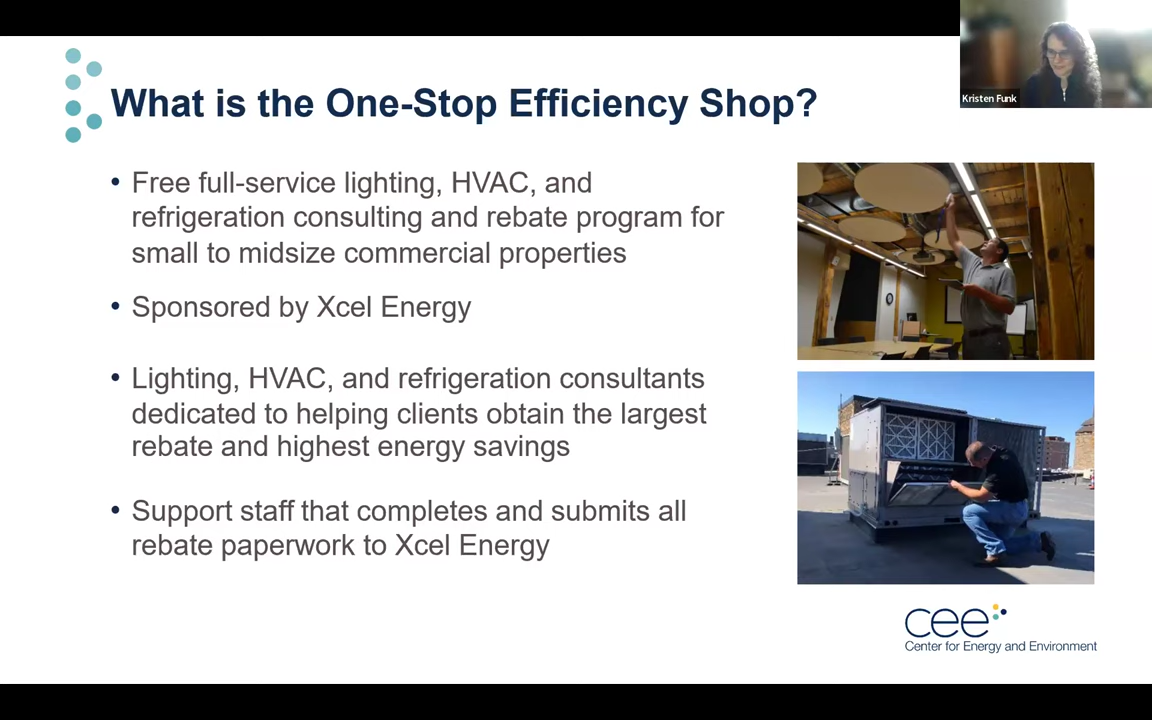 Kristen Funk
What is the One-Stop Efficiency Shop?
• Free full-service lighting, HVAC, and
refrigeration consulting and rebate program for
small to midsize commercial properties
• Sponsored by Xcel Energy
• Lighting, HVAC, and refrigeration consultants
dedicated to helping clients obtain the largest
rebate and highest energy savings
• Support staff that completes and submits all
rebate paperwork to Xcel Energy
cee
Center for Energy and Environment